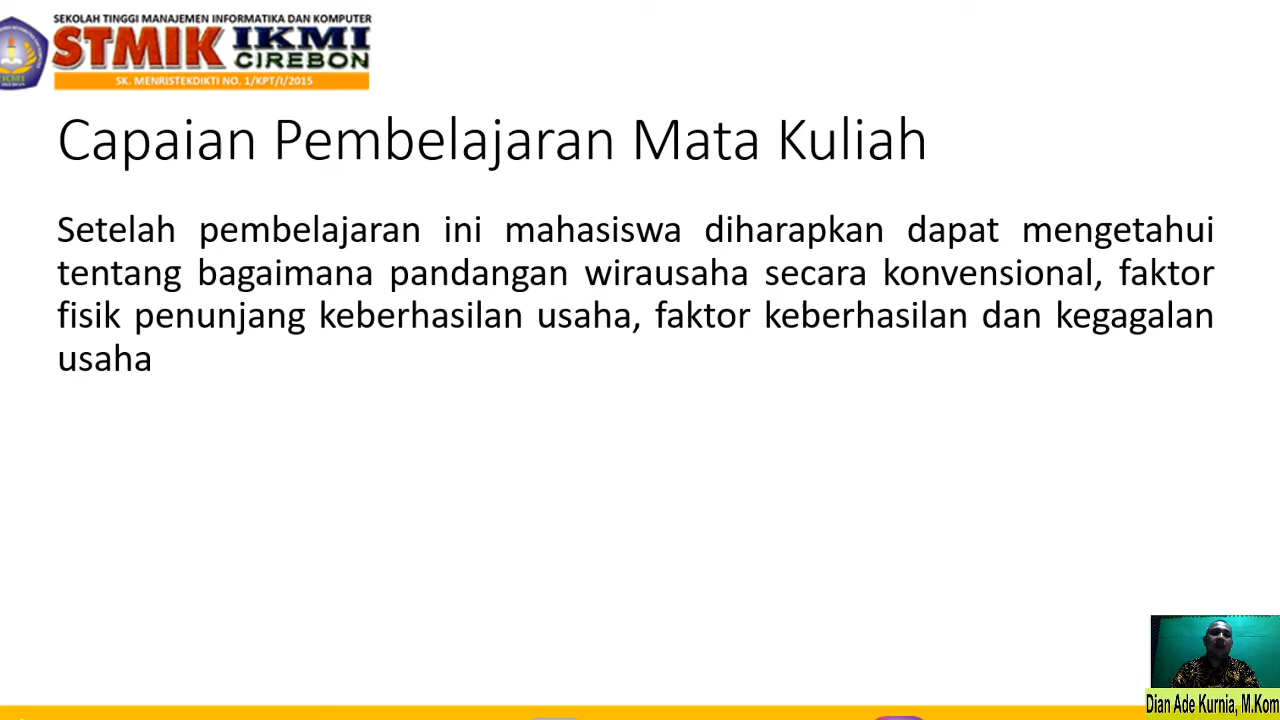 SEKOLAH TINGGI MANAJEMEN INFORMATIKA DAN KOMPUTER
STMIK IKMI
CIREBON
SK. MENRISTEKDIKTI NO. 1/KPT/I/2015
IKMI
Capaian Pembelajaran Mata Kuliah
Setelah pembelajaran ini mahasiswa diharapkan dapat mengetahui
tentang bagaimana pandangan wirausaha secara konvensional, faktor
fisik penunjang keberhasilan usaha, faktor keberhasilan dan kegagalan
usaha
Dian Ade Kurnia, M.Kom